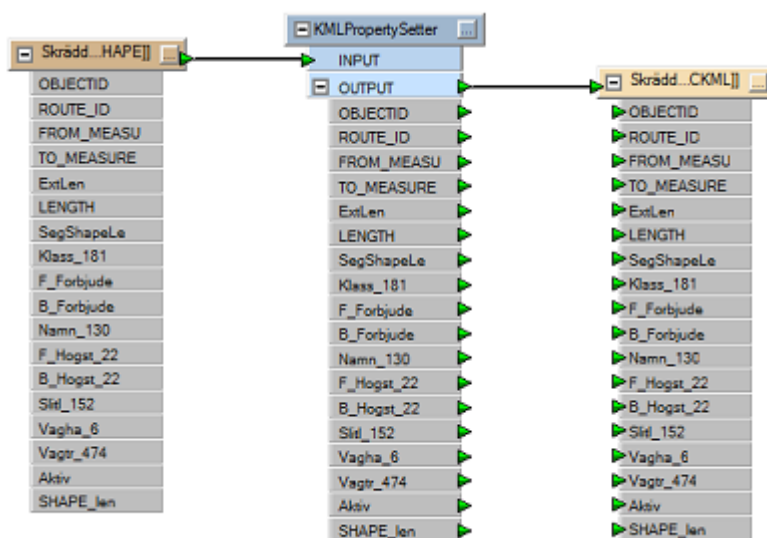 Skrädd...HAPE]]
OBJECTID
ROUTE_ID
FROM_MEASU
TO_MEASURE
ExtLen
LENGTH
SegShapeLe
Klass_181
F_Forbjude
B_Forbjude
Namn_130
F_Hogst_22
B_Hogst_22
Slitl_152
Vagha_6
Vagtr_474
Aktiv
SHAPE_len
KMLPropertySetter
INPUT
OUTPUT
OBJECTID
ROUTE_ID
FROM_MEASU
TO_MEASURE
ExtLen
LENGTH
SegShapeLe
Klass_181
F_Forbjude
B_Forbjude
Namn_130
F_Hogst_22
B_Hogst_22
Slitl_152
Vagha_6
Vagtr_474
Aktiv
SHAPE_len
Skrädd...CKML]]
OBJECTID
ROUTE_ID
FROM_MEASU
TO_MEASURE
ExtLen
LENGTH
SegShapeLe
Klass_181
F_Forbjude
B_Forbjude
Namn_130
F_Hogst_22
B_Hogst_22
Slitl_152
Vagha_6
Vagtr_474
Aktiv
SHAPE_len